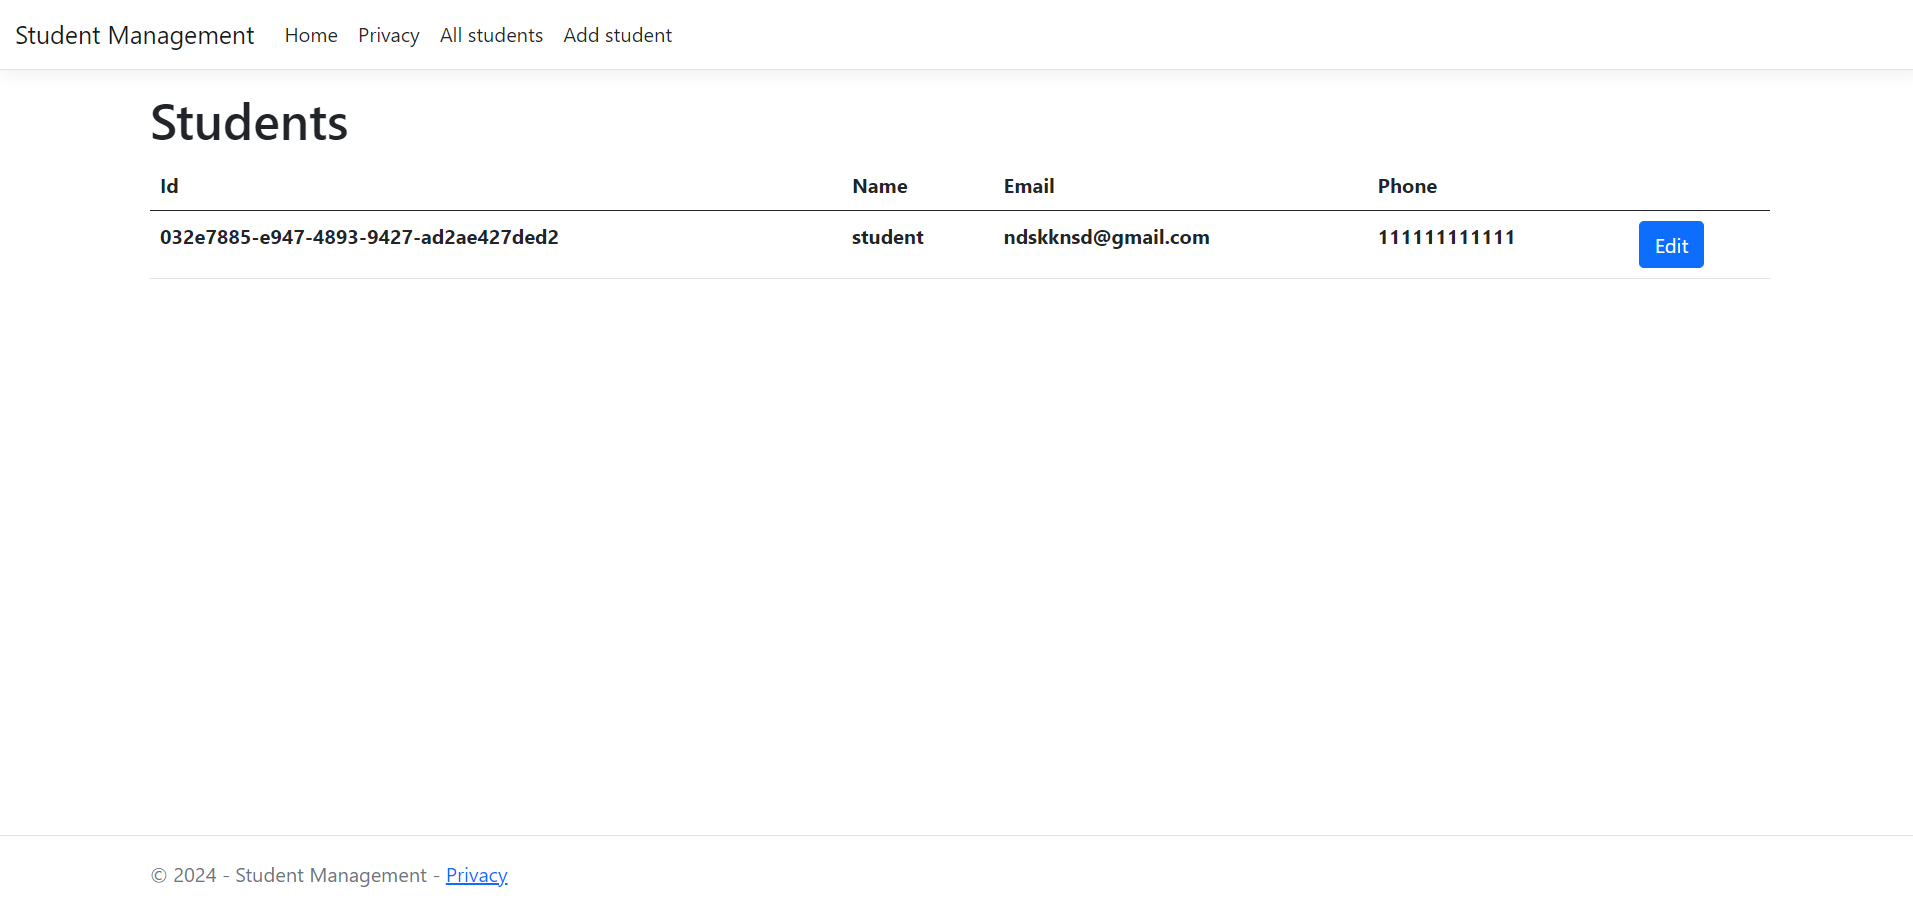 Student Management Home Privacy All students Add student
Students
Id Name Email Phone
032e7885-e947-4893-9427-ad2ae427ded2 student ndskknsd@gmail.com 111111111111 Edit
© 2024 - Student Management - Privacy